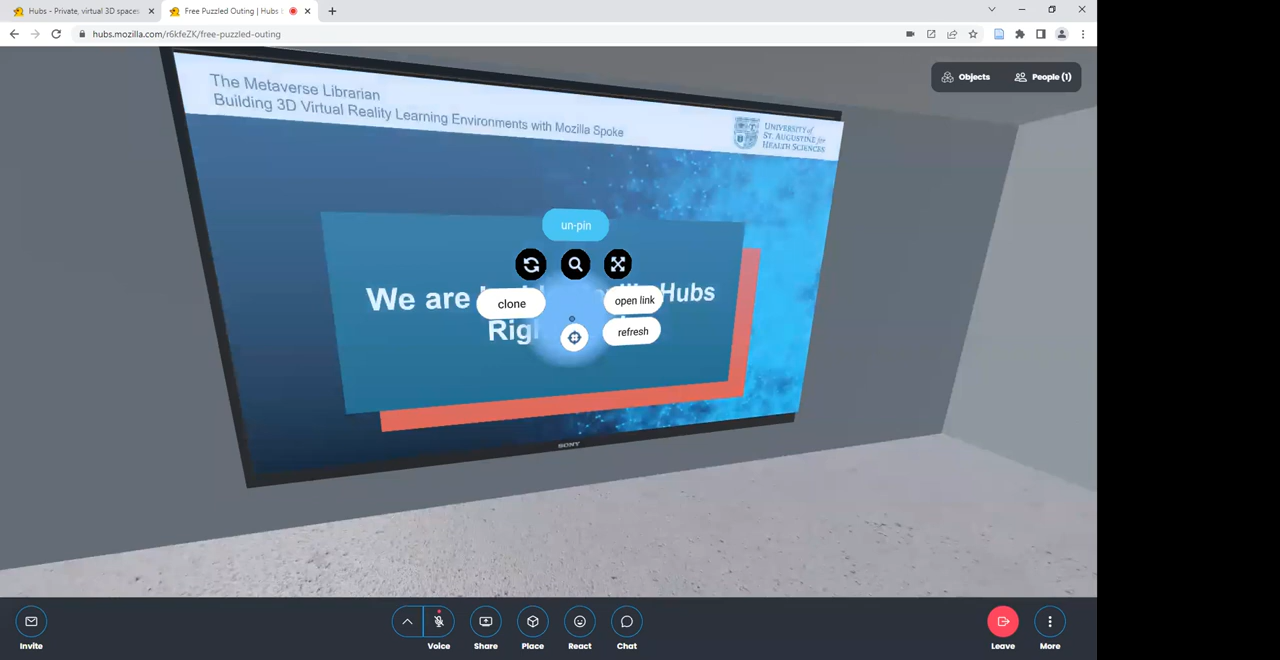 Hubs - Private, virtual 3D spaces
Free Puzzled Outing | Hubs
hubs.mozilla.com/r6kfeZK/free-puzzled-outing
Objects
People (1)
The Metaverse Librarian
Building 3D Virtual Reality Learning Environments with Mozilla Spoke
UNIVERSITY of
ST. AUGUSTINE for
HEALTH SCIENCES
un-pin
We are
Hubs
clone
open link
Rig
refresh
SONY
Invite
Voice
Share
Place
React
Chat
Leave
More